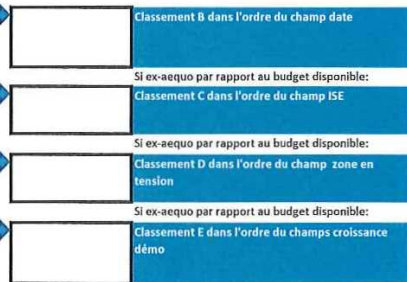 Classement B dans l'ordre du champ date
Si ex-aequo par rapport au budget disponible:
Classement C dans l'ordre du champ ISE
Si ex-aequo par rapport au budget disponible:
Classement D dans l'ordre du champ zone en
tension
Si ex-aequo par rapport au budget disponible:
Classement E dans l'ordre du champs croissance
démo